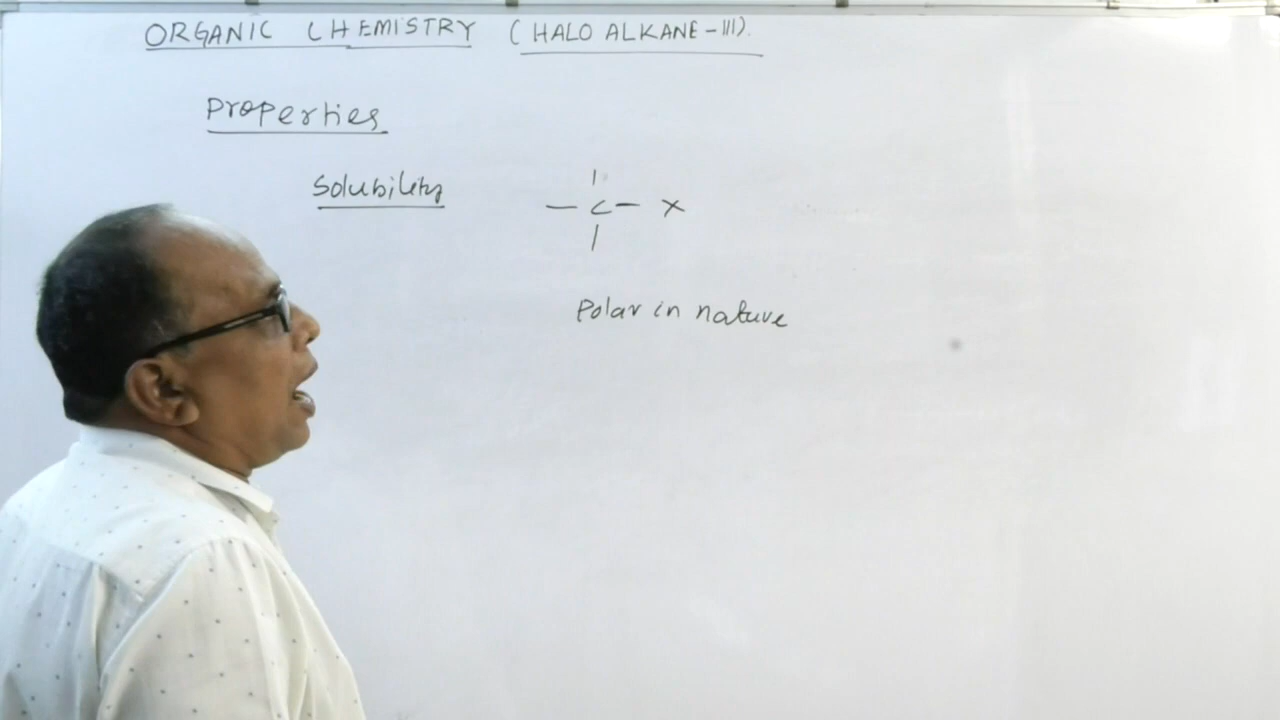 ORGANIC CHEMISTRY (HALO ALKANE-III).
Properties
Solubility
- C - X
Polar in nature